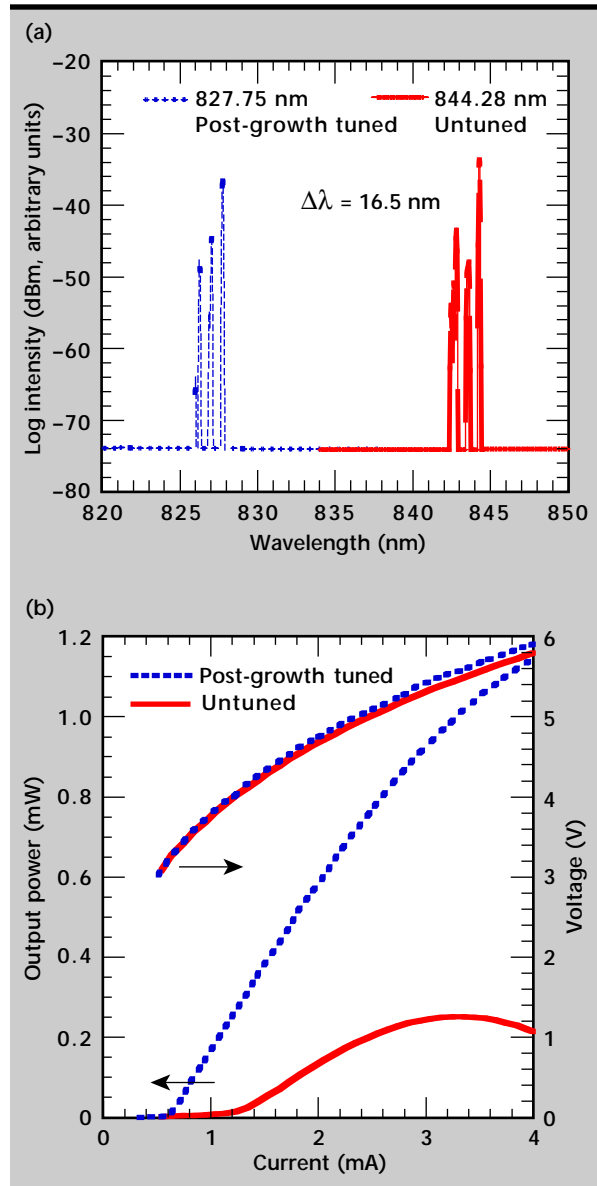 (a)
Log intensity (dBm, arbitrary units)
−20
−30
−40
−50
−60
−70
−80
827.75 nm
Post-growth tuned
844.28 nm
Untuned
Δλ = 16.5 nm
820 825 830 835 840 845 850
Wavelength (nm)
(b)
Output power (mW)
1.2
1.0
0.8
0.6
0.4
0.2
0
Post-growth tuned
Untuned
6
5
4
3
2
1
0
Voltage (V)
0 1 2 3 4
Current (mA)